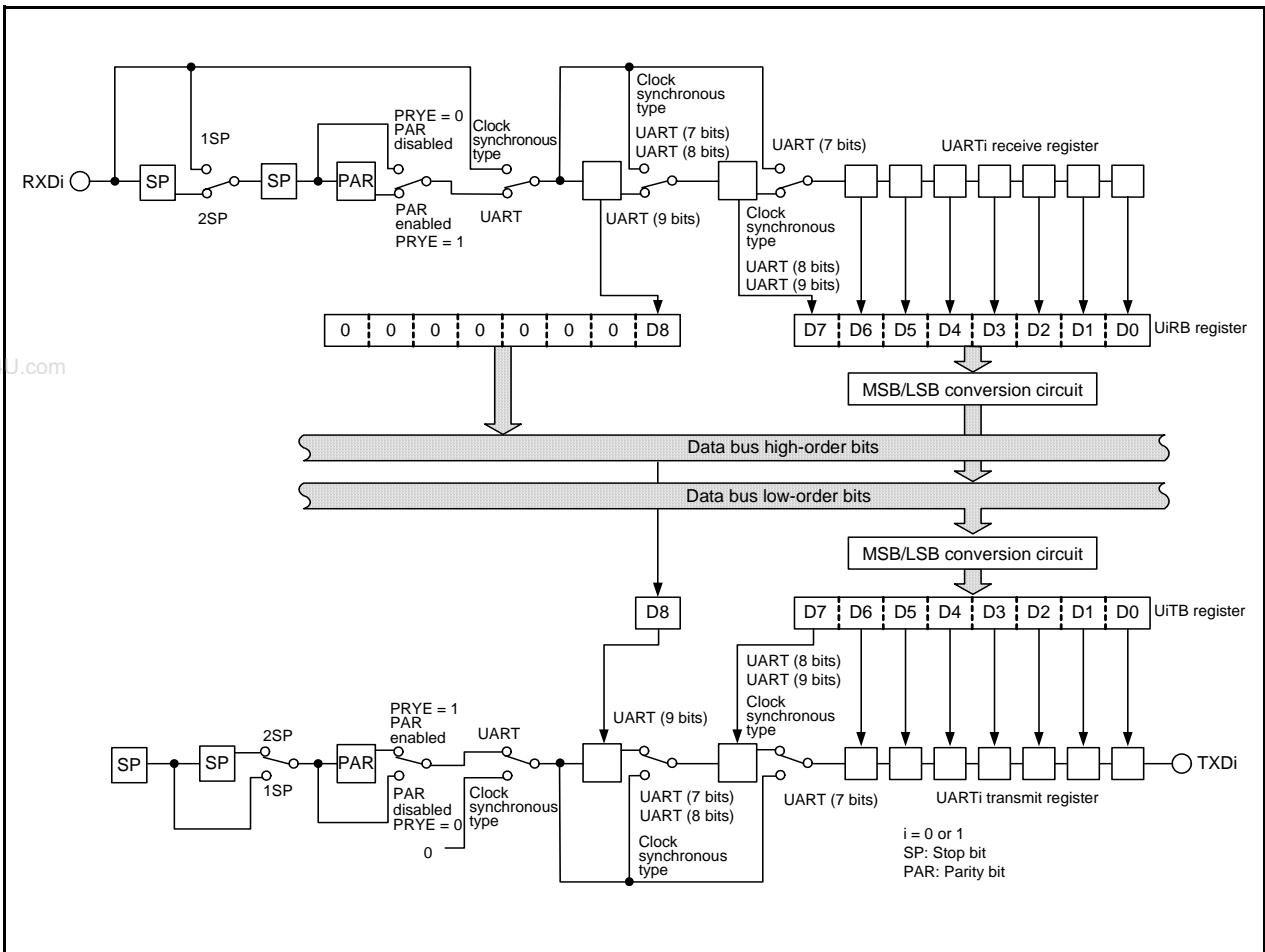 Clock
synchronous
type
PRYE = 0
PAR
disabled
Clock
synchronous
type
1SP
UART (7 bits)
UART (8 bits)
UART (7 bits)
UARTi receive register
RXDi
SP
SP
PAR
2SP
PAR
enabled
PRYE = 1
UART
UART (9 bits)
Clock
synchronous
type
UART (8 bits)
UART (9 bits)
0 0 0 0 0 0 0 D8
D7 D6 D5 D4 D3 D2 D1 D0
UiRB register
U.com
MSB/LSB conversion circuit
Data bus high-order bits
Data bus low-order bits
MSB/LSB conversion circuit
D8
D7 D6 D5 D4 D3 D2 D1 D0
UiTB register
UART (8 bits)
UART (9 bits)
Clock
synchronous
type
PRYE = 1
PAR
enabled
UART
UART (9 bits)
2SP
SP
SP
PAR
TXDi
1SP
PAR
disabled
PRYE = 0
Clock
synchronous
type
0
UART (7 bits)
UART (8 bits)
Clock
synchronous
type
UART (7 bits)
UARTi transmit register
i = 0 or 1
SP: Stop bit
PAR: Parity bit